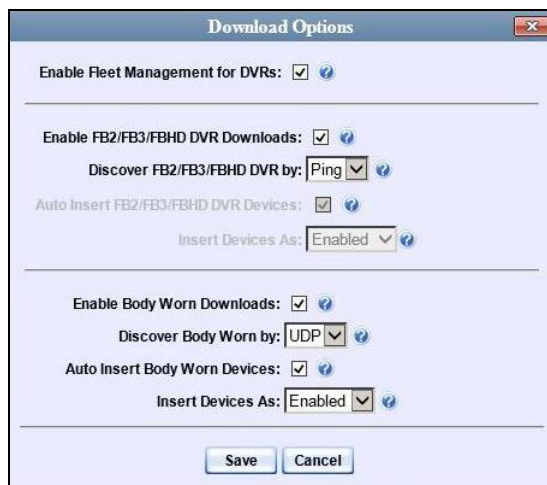 Download Options
Enable Fleet Management for DVRs:
Enable FB2/FB3/FBHD DVR Downloads:
Discover FB2/FB3/FBHD DVR by: Ping
Auto Insert FB2/FB3/FBHD DVR Devices:
Insert Devices As: Enabled
Enable Body Worn Downloads:
Discover Body Worn by: UDP
Auto Insert Body Worn Devices:
Insert Devices As: Enabled
Save Cancel